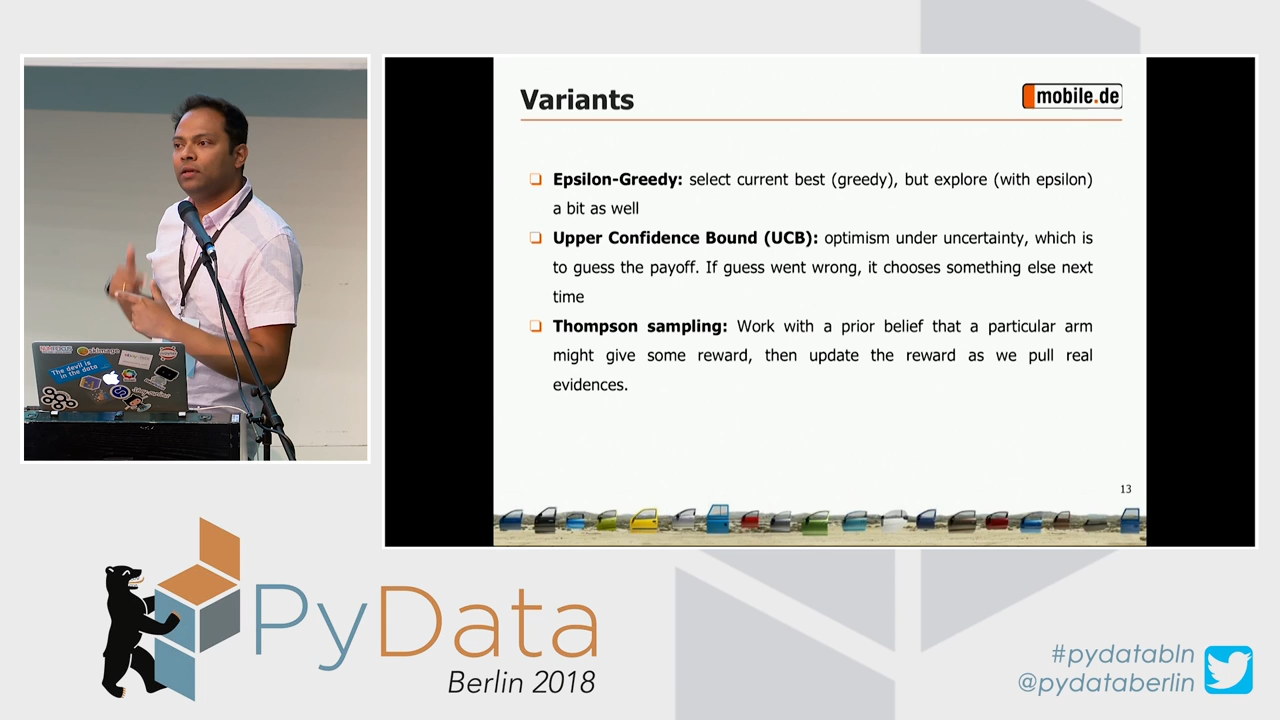 Variants
mobile.de
Epsilon-Greedy: select current best (greedy), but explore (with epsilon)
a bit as well
Upper Confidence Bound (UCB): optimism under uncertainty, which is
to guess the payoff. If guess went wrong, it chooses something else next
time
Thompson sampling: Work with a prior belief that a particular arm
might give some reward, then update the reward as we pull real
evidences.
13
skimage
The devil is
in the data
PyData
Berlin 2018
#pydatabln
@pydataberlin